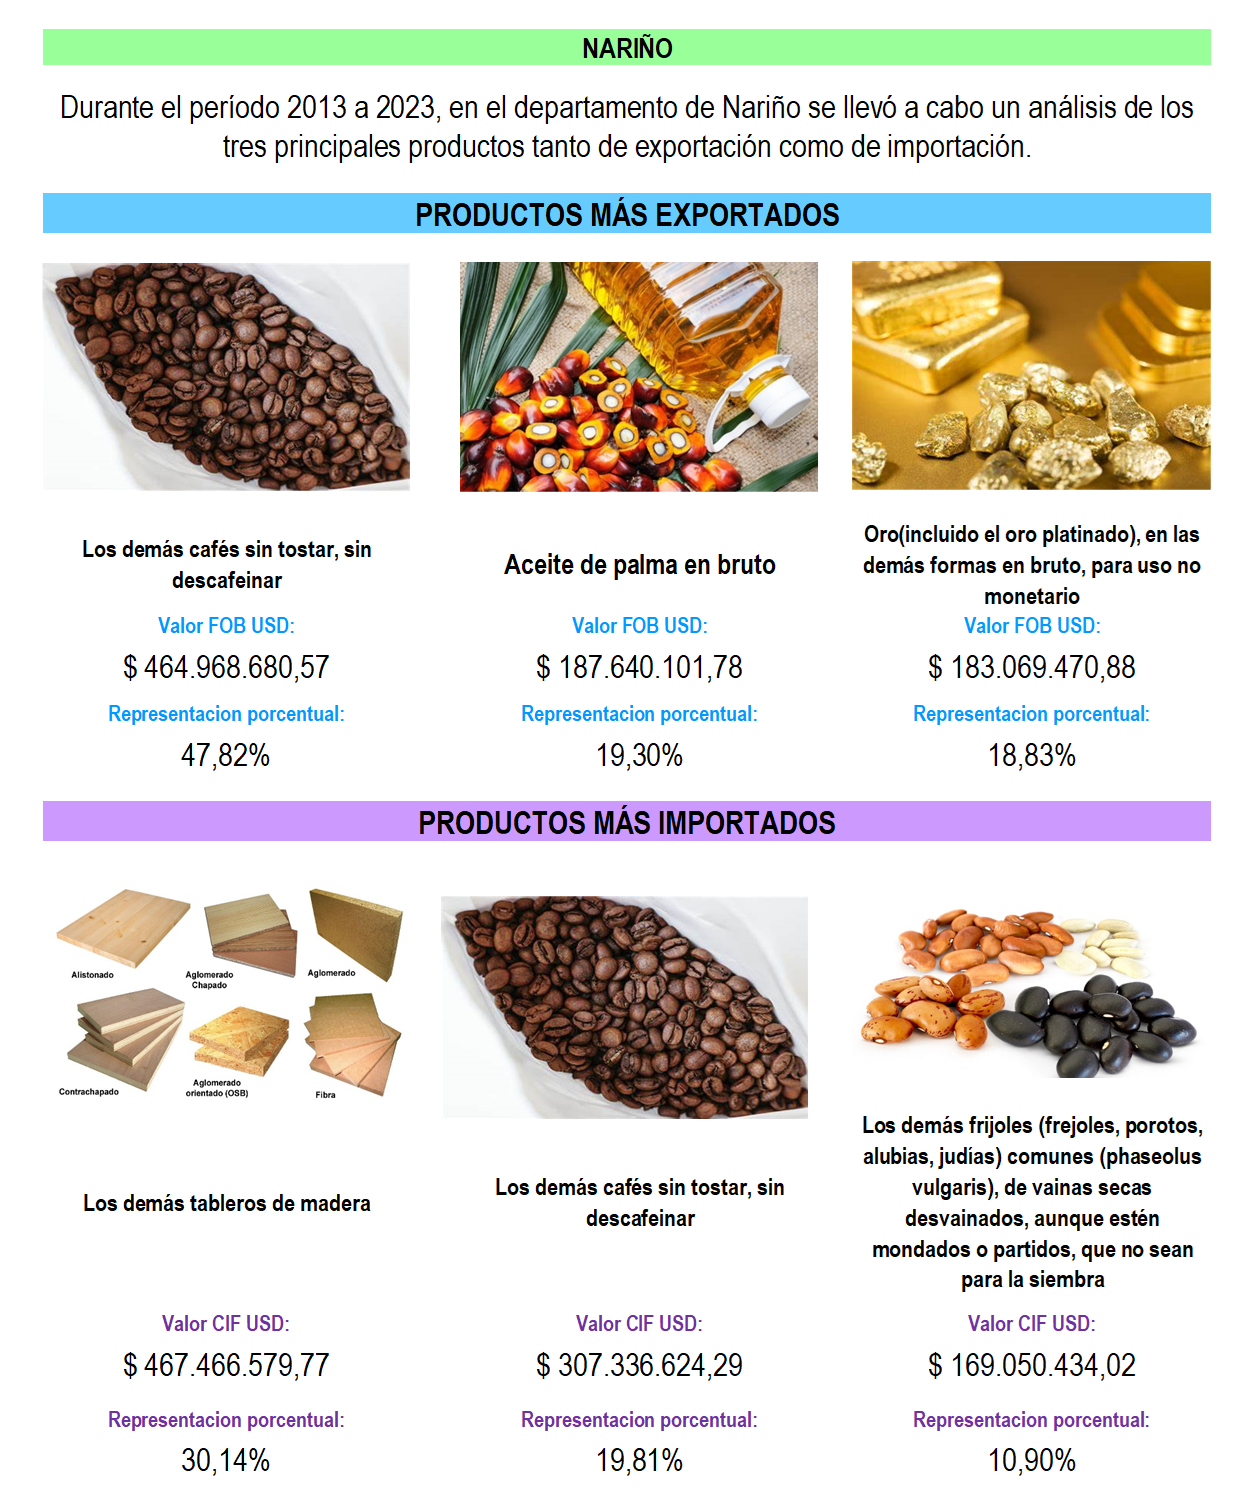 NARIÑO
Durante el período 2013 a 2023, en el departamento de Nariño se llevó a cabo un análisis de los
tres principales productos tanto de exportación como de importación.
PRODUCTOS MÁS EXPORTADOS
Los demás cafés sin tostar, sin
descafeinar
Valor FOB USD:
$ 464.968.680,57
Representacion porcentual:
47,82%
Aceite de palma en bruto
Valor FOB USD:
$ 187.640.101,78
Representacion porcentual:
19,30%
Oro(incluido el oro platinado), en las
demás formas en bruto, para uso no
monetario
Valor FOB USD:
$ 183.069.470,88
Representacion porcentual:
18,83%
PRODUCTOS MÁS IMPORTADOS
Alistonado
Aglomerado
Chapado
Aglomerado
Contrachapado
Aglomerado
orientado (OSB)
Fibra
Los demás tableros de madera
Valor CIF USD:
$ 467.466.579,77
Representacion porcentual:
30,14%
Los demás cafés sin tostar, sin
descafeinar
Valor CIF USD:
$ 307.336.624,29
Representacion porcentual:
19,81%
Los demás frijoles (frejoles, porotos,
alubias, judías) comunes (phaseolus
vulgaris), de vainas secas
desvainados, aunque estén
mondados o partidos, que no sean
para la siembra
Valor CIF USD:
$ 169.050.434,02
Representacion porcentual:
10,90%